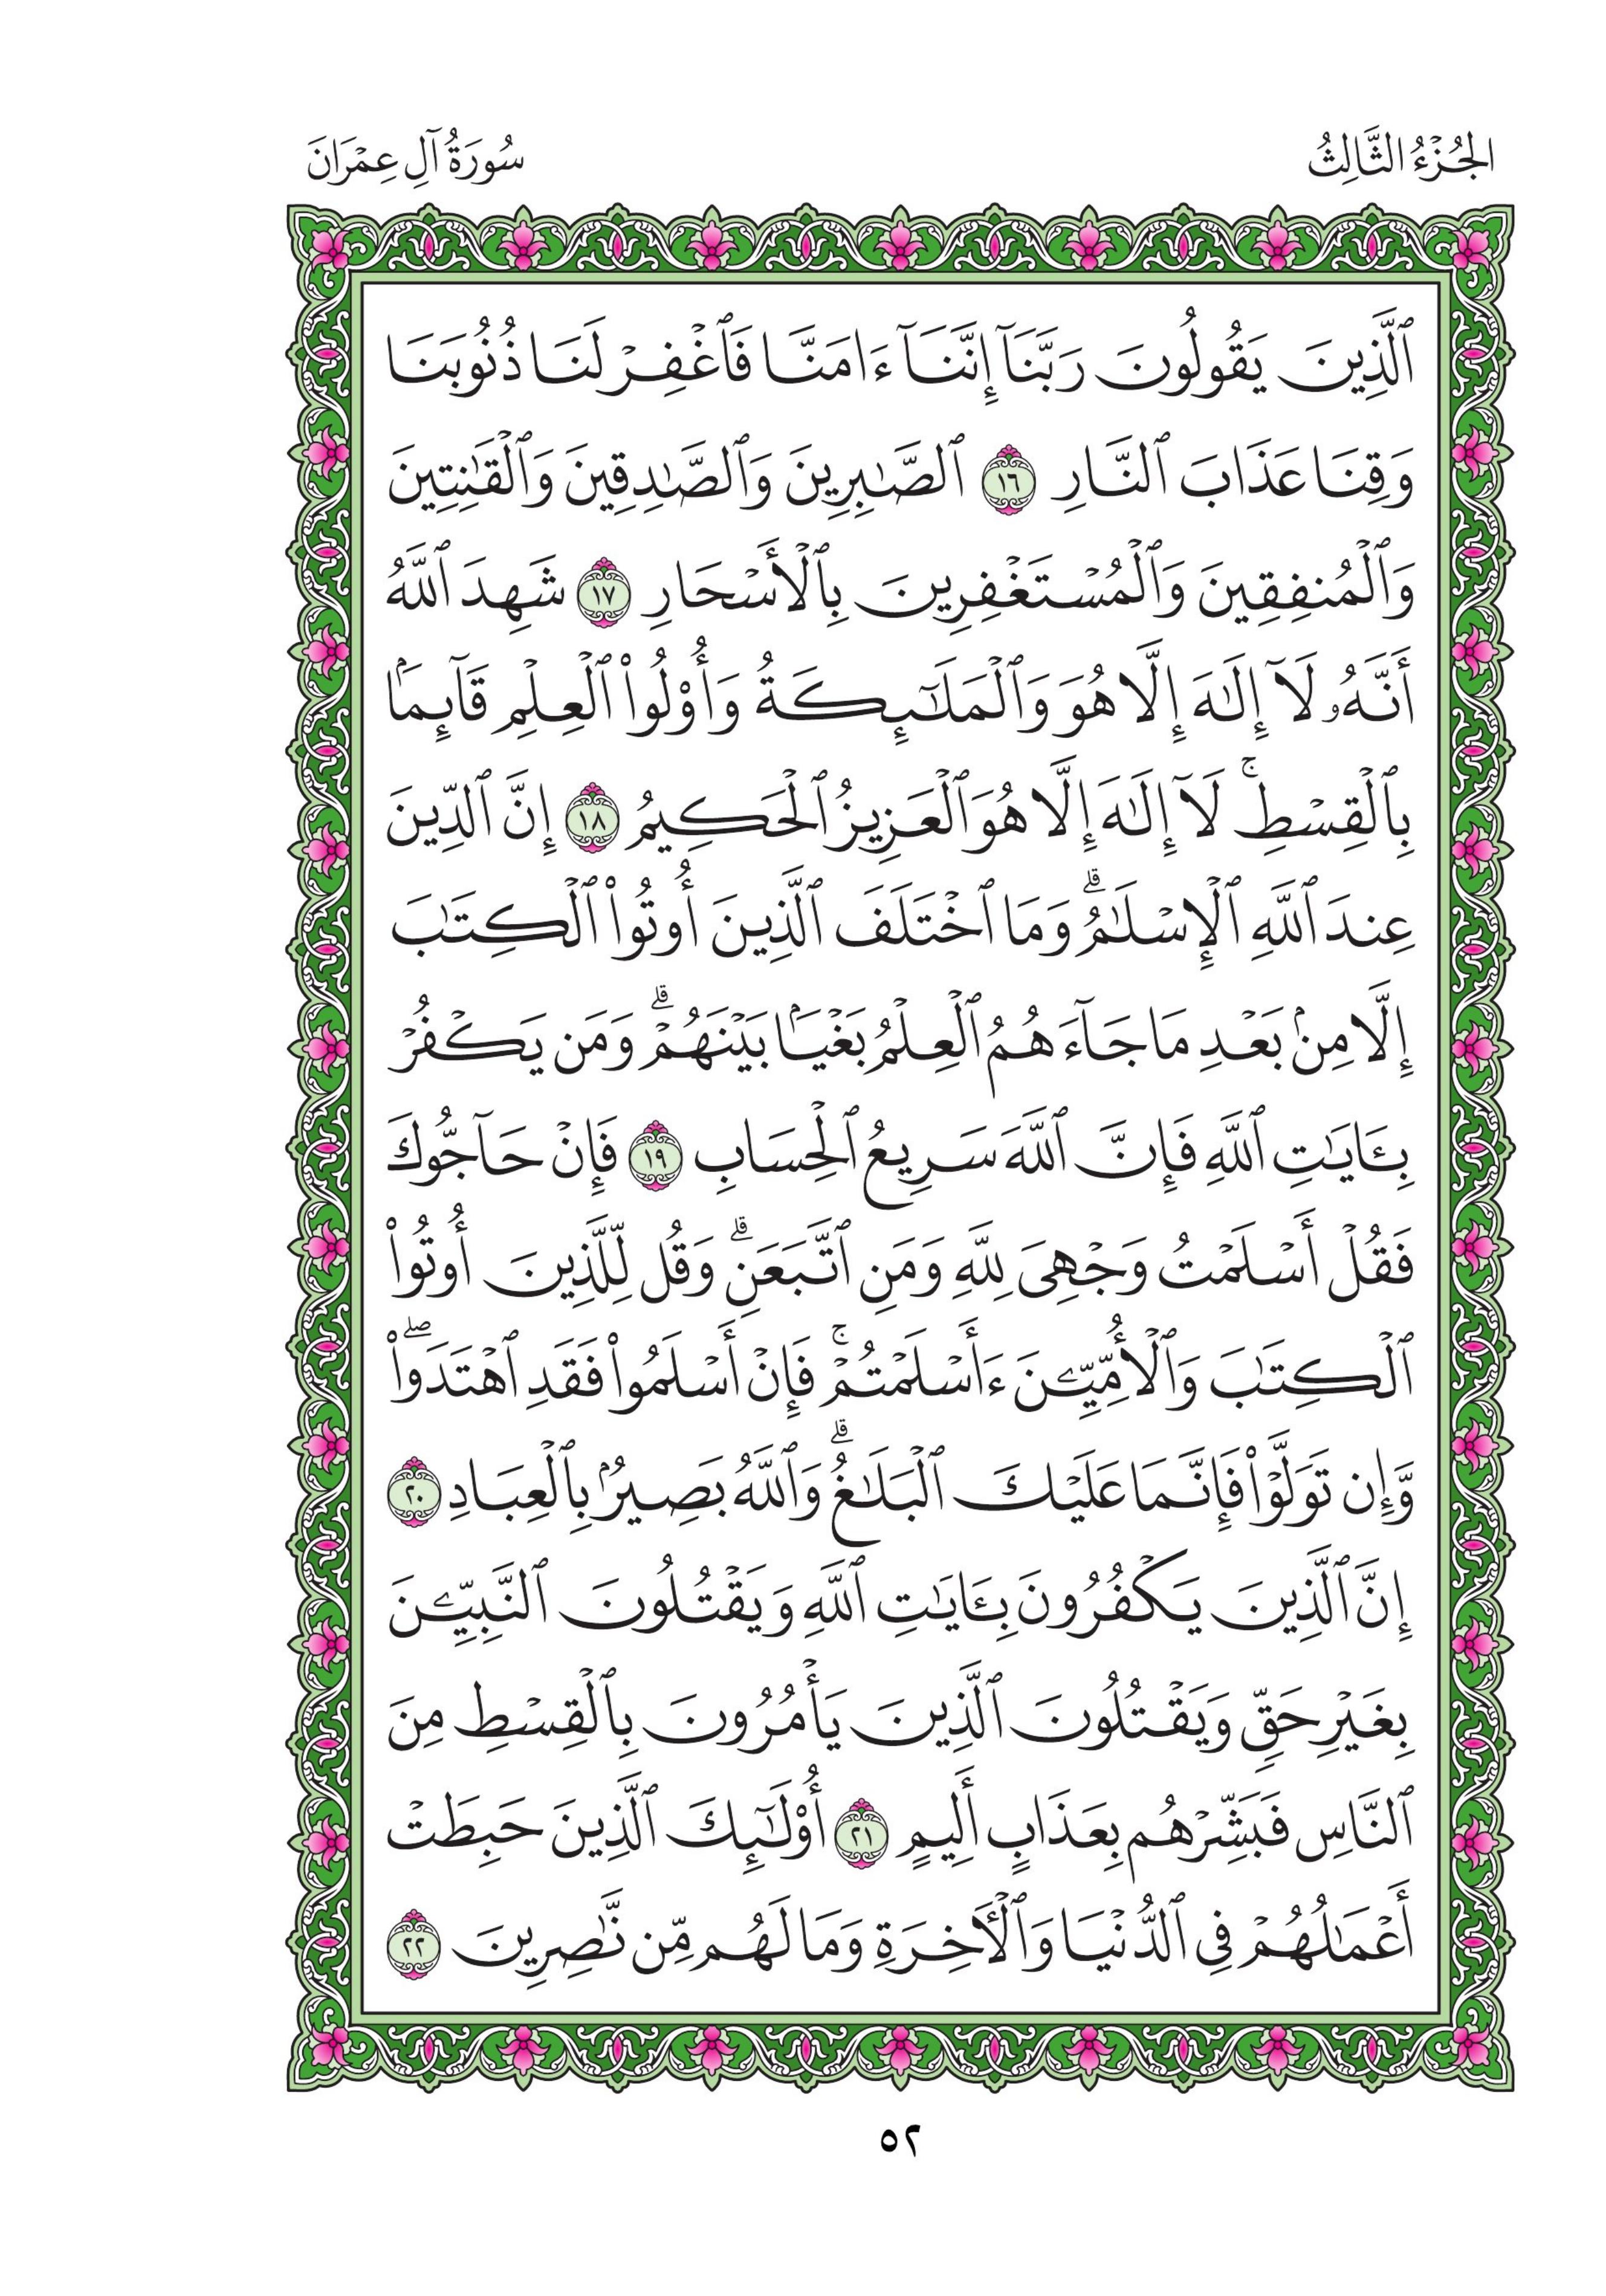 الجُزْءُ الثَّالِثُ
سُورَةُ آلِ عِمْرَانَ
ٱلَّذِينَ يَقُولُونَ رَبَّنَآ إِنَّنَآ ءَامَنَّا فَٱغْفِرْ لَنَا ذُنُوبَنَا
وَقِنَا عَذَابَ ٱلنَّارِ ١٦ ٱلصَّٰبِرِينَ وَٱلصَّٰدِقِينَ وَٱلْقَٰنِتِينَ
وَٱلْمُنفِقِينَ وَٱلْمُسْتَغْفِرِينَ بِٱلْأَسْحَارِ ١٧ شَهِدَ ٱللَّهُ
أَنَّهُۥ لَآ إِلَٰهَ إِلَّا هُوَ وَٱلْمَلَٰٓئِكَةُ وَأُو۟لُوا۟ ٱلْعِلْمِ قَآئِمًۢا
بِٱلْقِسْطِۚ لَآ إِلَٰهَ إِلَّا هُوَ ٱلْعَزِيزُ ٱلْحَكِيمُ ١٨ إِنَّ ٱلدِّينَ
عِندَ ٱللَّهِ ٱلْإِسْلَٰمُۗ وَمَا ٱخْتَلَفَ ٱلَّذِينَ أُوتُوا۟ ٱلْكِتَٰبَ
إِلَّا مِنۢ بَعْدِ مَا جَآءَهُمُ ٱلْعِلْمُ بَغْيًۢا بَيْنَهُمْۗ وَمَن يَكْفُرْ
بِـَٔايَٰتِ ٱللَّهِ فَإِنَّ ٱللَّهَ سَرِيعُ ٱلْحِسَابِ ١٩ فَإِنْ حَآجُّوكَ
فَقُلْ أَسْلَمْتُ وَجْهِىَ لِلَّهِ وَمَنِ ٱتَّبَعَنِۗ وَقُل لِّلَّذِينَ أُوتُوا۟
ٱلْكِتَٰبَ وَٱلْأُمِّيِّـۧنَ ءَأَسْلَمْتُمْۚ فَإِنْ أَسْلَمُوا۟ فَقَدِ ٱهْتَدَوا۟ۖ
وَّإِن تَوَلَّوْا۟ فَإِنَّمَا عَلَيْكَ ٱلْبَلَٰغُۗ وَٱللَّهُ بَصِيرٌۢ بِٱلْعِبَادِ ٢٠
إِنَّ ٱلَّذِينَ يَكْفُرُونَ بِـَٔايَٰتِ ٱللَّهِ وَيَقْتُلُونَ ٱلنَّبِيِّـۧنَ
بِغَيْرِ حَقٍّ وَيَقْتُلُونَ ٱلَّذِينَ يَأْمُرُونَ بِٱلْقِسْطِ مِنَ
ٱلنَّاسِ فَبَشِّرْهُم بِعَذَابٍ أَلِيمٍ ٢١ أُو۟لَٰٓئِكَ ٱلَّذِينَ حَبِطَتْ
أَعْمَٰلُهُمْ فِى ٱلدُّنْيَا وَٱلْـَٔاخِرَةِ وَمَا لَهُم مِّن نَّٰصِرِينَ ٢٢
٥٢